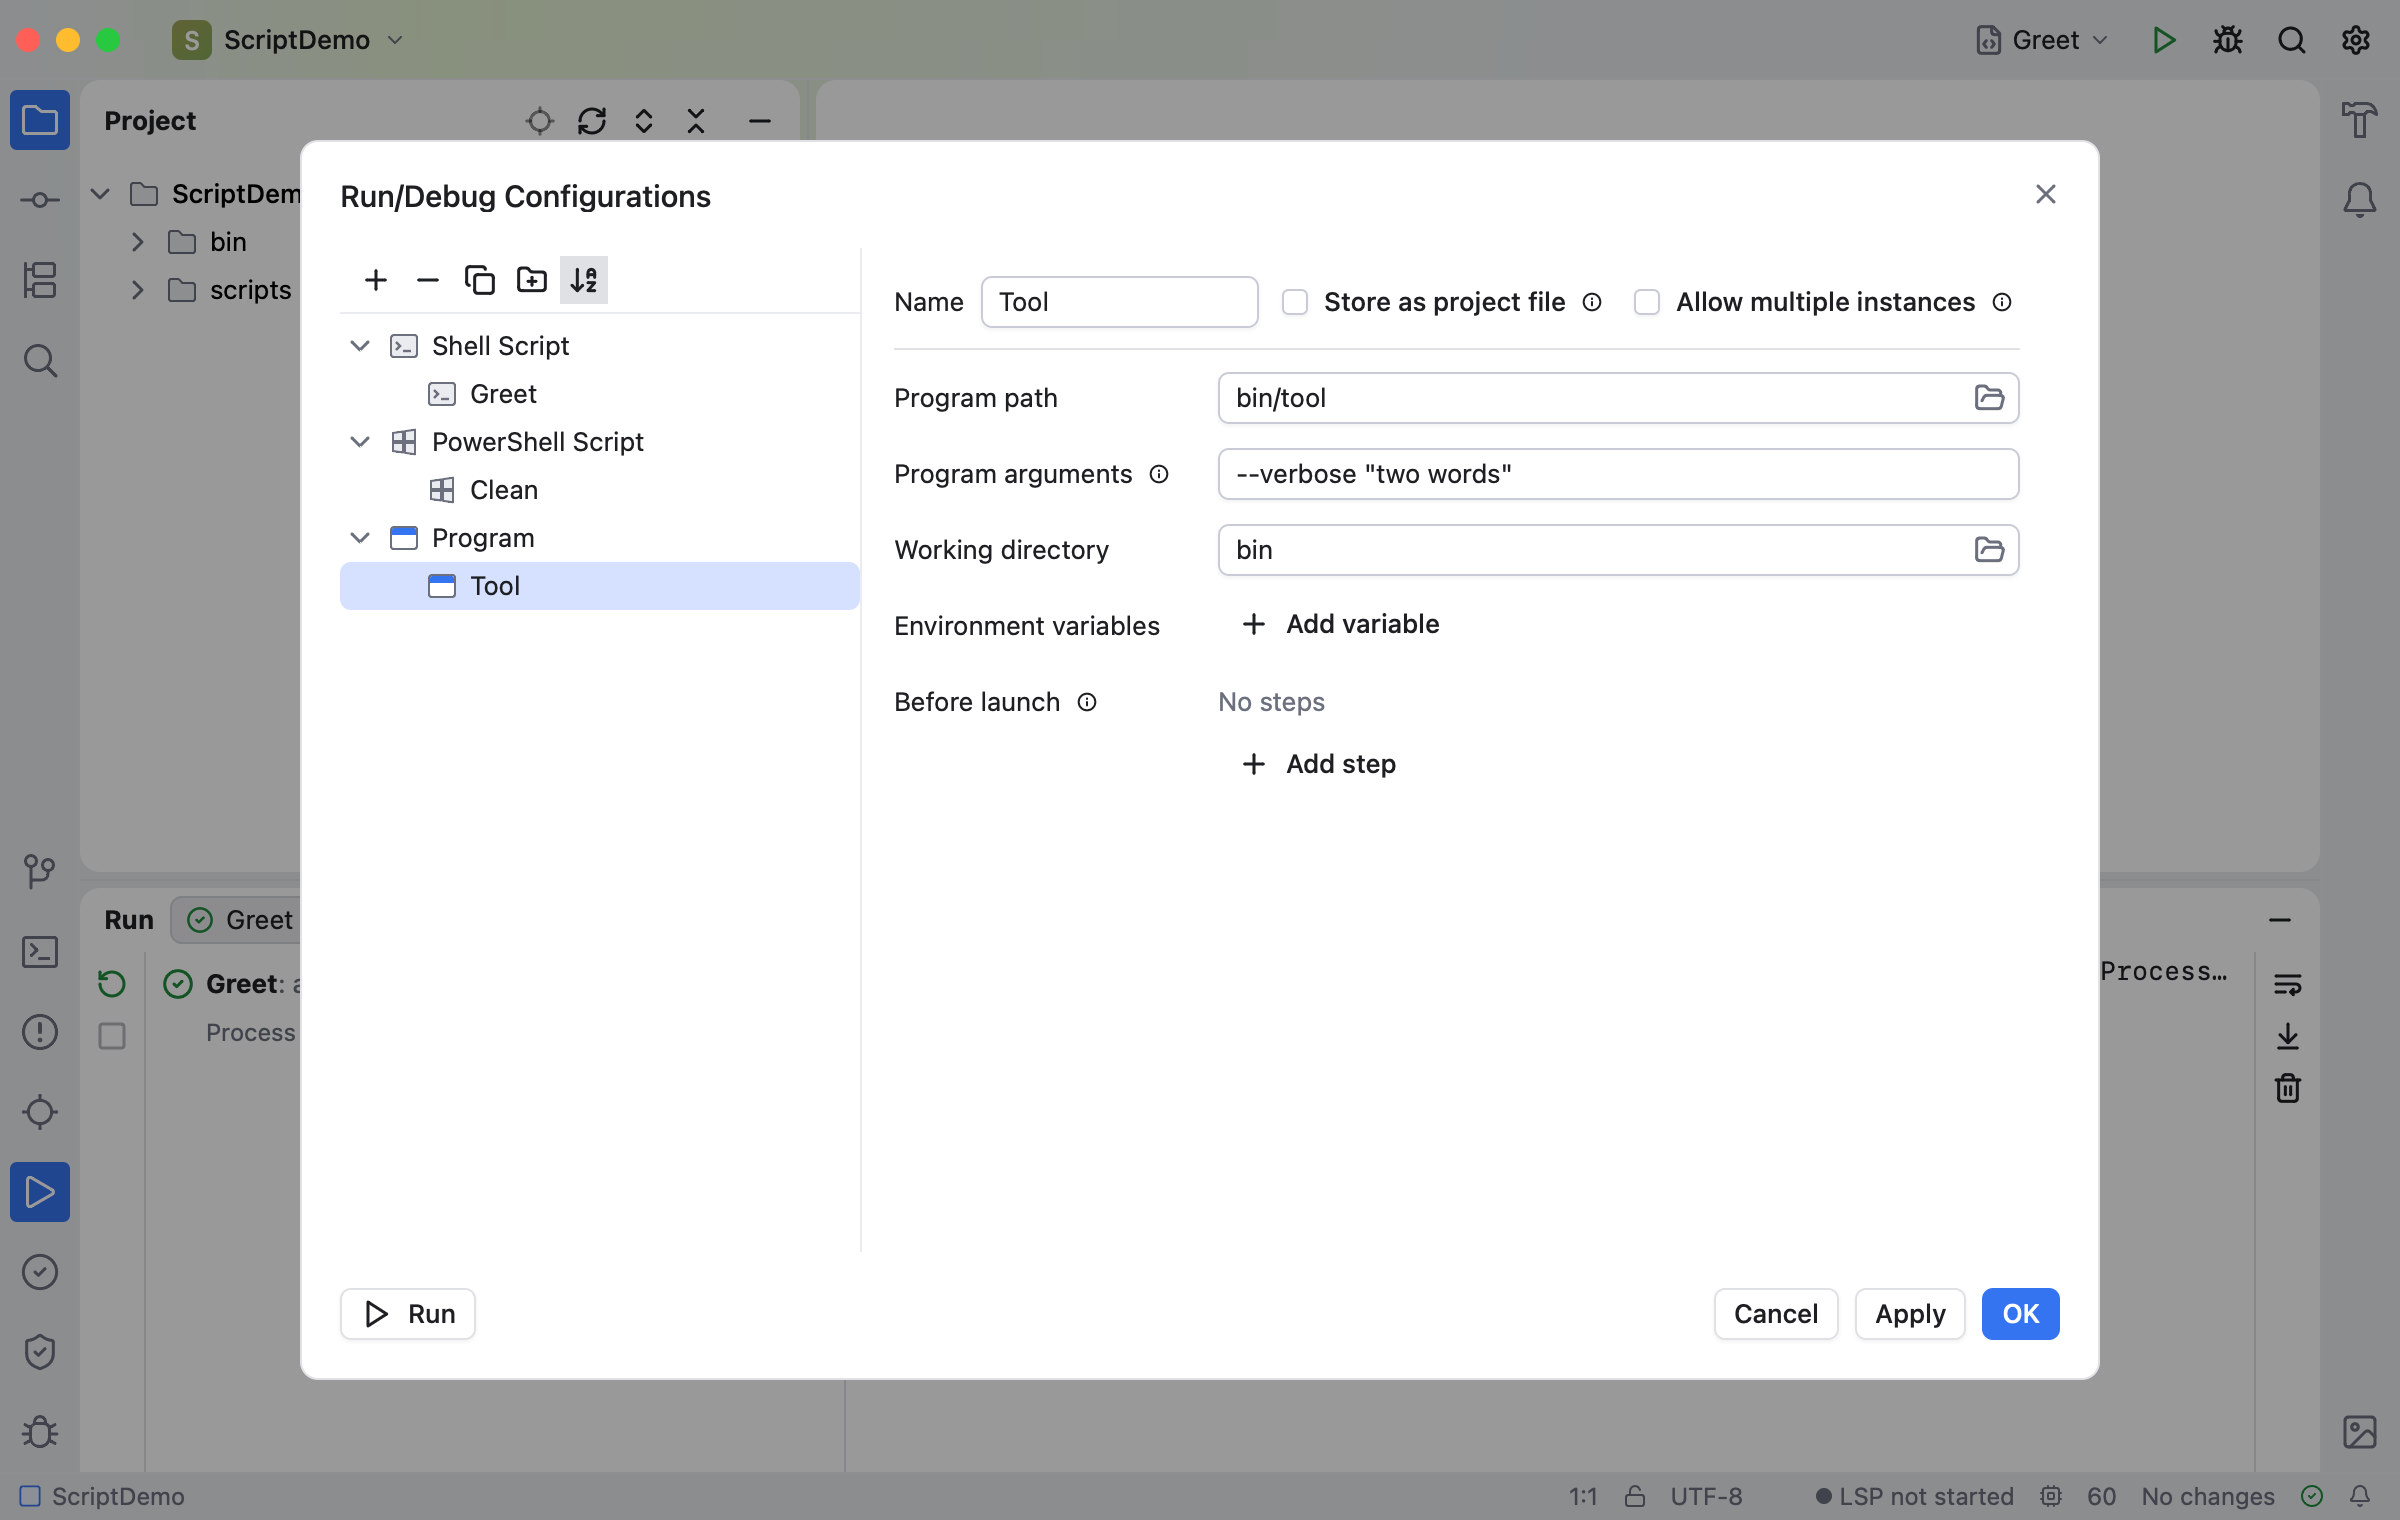 S ScriptDemo
Greet
Project
ScriptDem
bin
scripts
Run/Debug Configurations
Shell Script
Greet
PowerShell Script
Clean
Program
Tool
Name Tool Store as project file Allow multiple instances
Program path bin/tool
Program arguments --verbose "two words"
Working directory bin
Environment variables + Add variable
Before launch No steps
+ Add step
Run Cancel Apply OK
Run Greet
Greet: a
Process
Process…
ScriptDemo 1:1 UTF-8 LSP not started 60 No changes